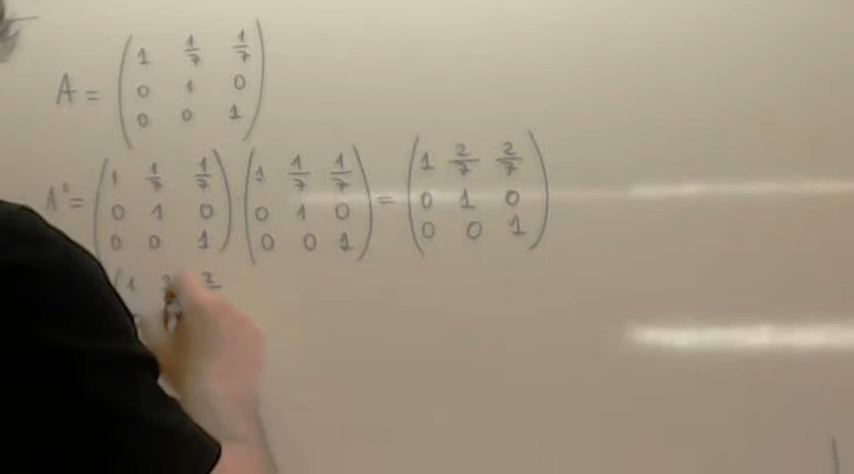 A = ( 1 1/7 1/7
0 1 0
0 0 1 )
A² = ( 1 1/7 1/7 ) ( 1 1/7 1/7 ) = ( 1 2/7 2/7
0 1 0 0 1 0 0 1 0
0 0 1 ) ( 0 0 1 ) = ( 0 0 1 )
( 1 2